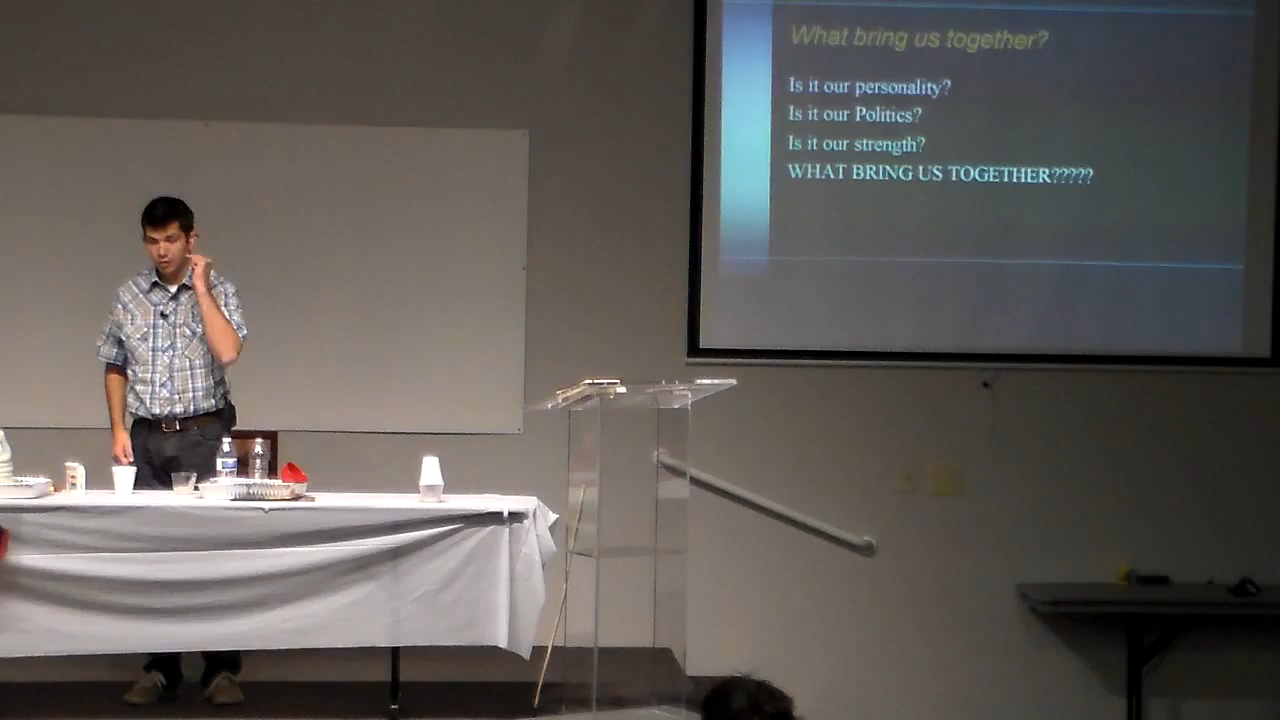 What bring us together?
Is it our personality?
Is it our Politics?
Is it our strength?
WHAT BRING US TOGETHER?????